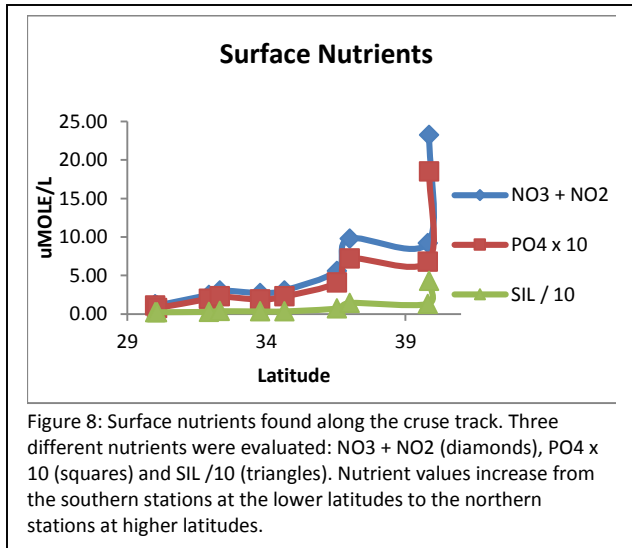 Surface Nutrients
25.00
20.00
15.00
10.00
5.00
0.00
uMOLE/L
29
34
39
Latitude
NO3 + NO2
PO4 x 10
SIL / 10
Figure 8: Surface nutrients found along the cruse track. Three
different nutrients were evaluated: NO3 + NO2 (diamonds), PO4 x
10 (squares) and SIL /10 (triangles). Nutrient values increase from
the southern stations at the lower latitudes to the northern
stations at higher latitudes.